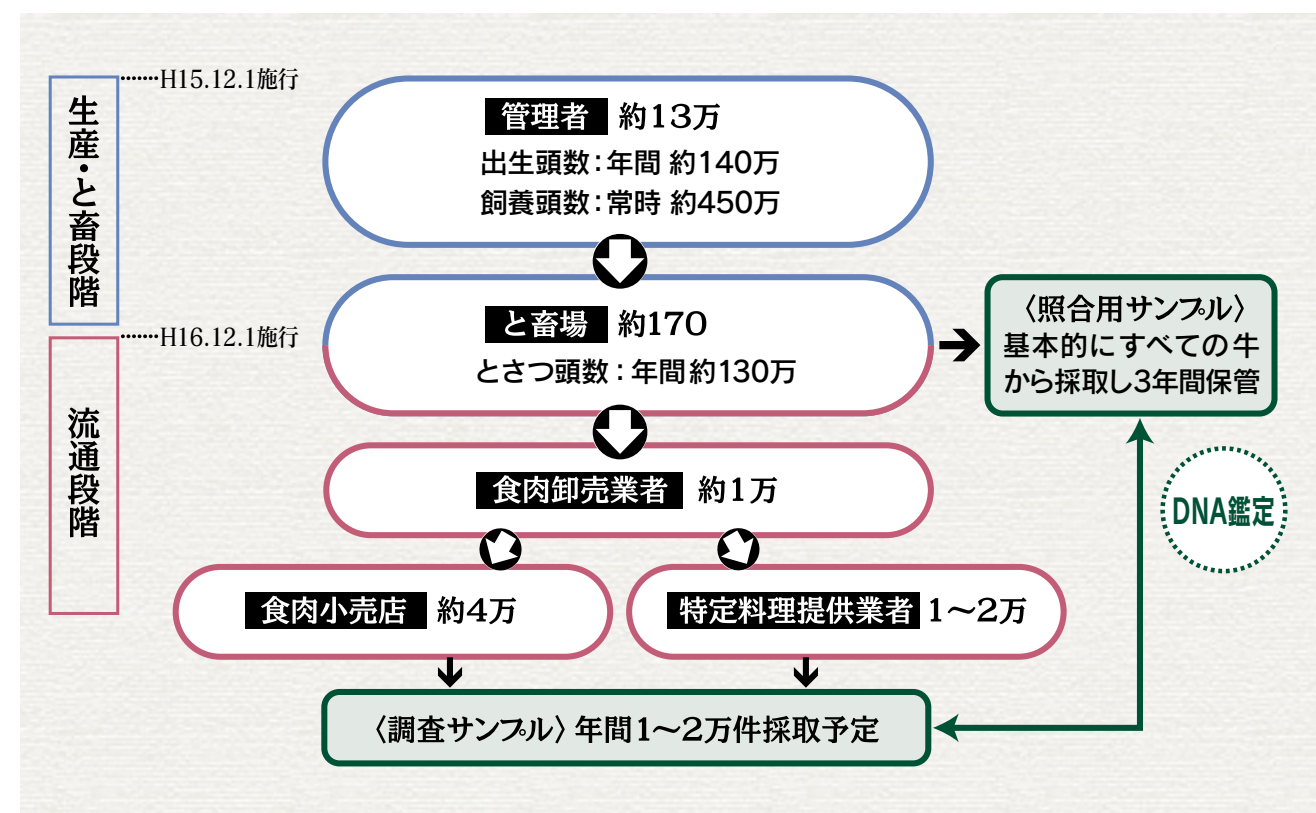 生産・と畜段階
……H15.12.1施行
管理者 約13万
出生頭数：年間 約140万
飼養頭数：常時 約450万
……H16.12.1施行
と畜場 約170
とさつ頭数：年間約130万
〈照合用サンプル〉
基本的にすべての牛
から採取し3年間保管
流通段階
食肉卸売業者 約1万
DNA鑑定
食肉小売店 約4万
特定料理提供業者 1〜2万
〈調査サンプル〉年間1〜2万件採取予定